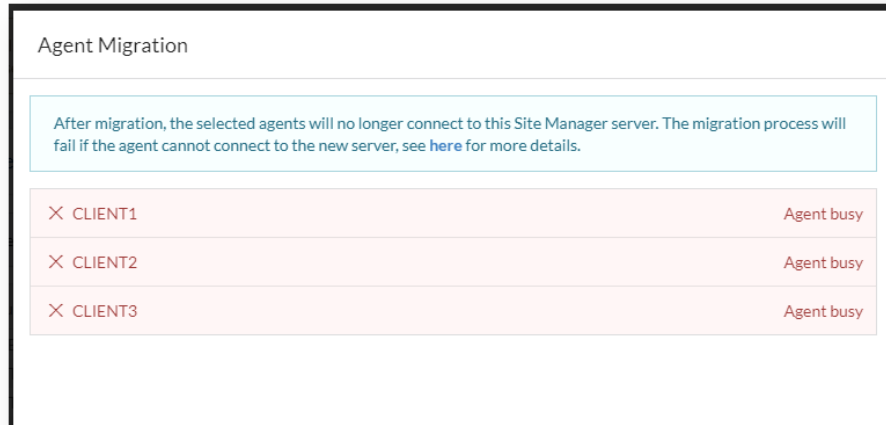 Agent Migration
After migration, the selected agents will no longer connect to this Site Manager server. The migration process will
fail if the agent cannot connect to the new server, see here for more details.
CLIENT1 Agent busy
CLIENT2 Agent busy
CLIENT3 Agent busy